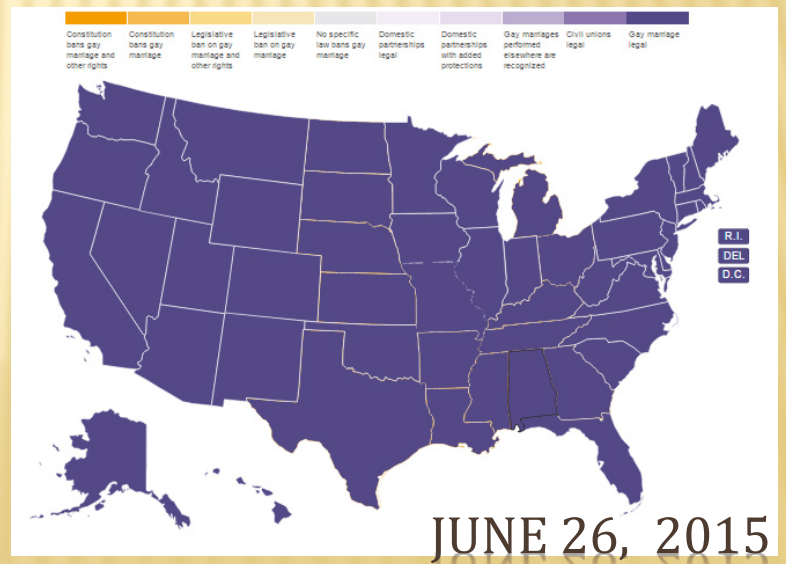 Constitution
bans gay
marriage and
other rights
Constitution
bans gay
marriage
Legislative
ban on gay
marriage and
other rights
Legislative
ban on gay
marriage
No specific
law bans gay
marriage
Domestic
partnerships
legal
Domestic
partnerships
with added
protections
Gay marriages
performed
elsewhere are
recognized
Civil unions
legal
Gay marriage
legal
R.I.
DEL
D.C.
JUNE 26, 2015